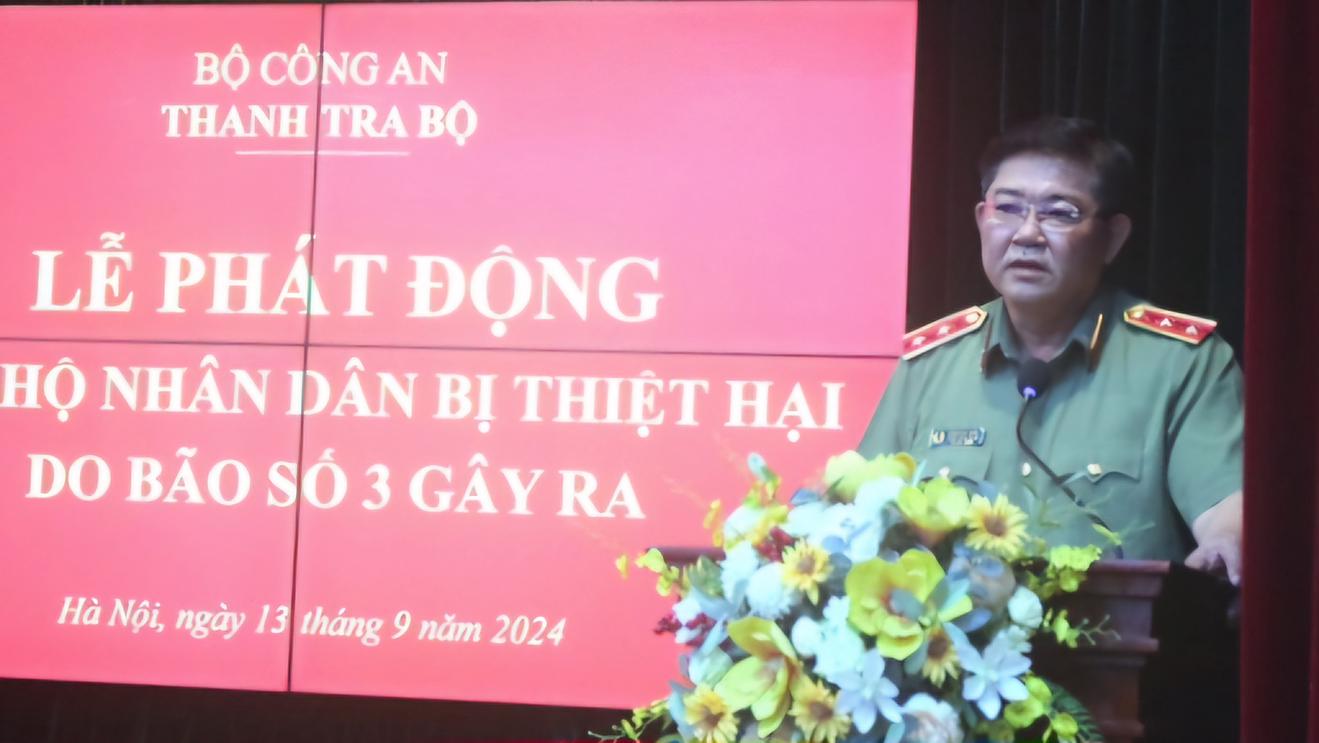 BỘ CÔNG AN
THANH TRA BỘ
LỄ PHÁT ĐỘNG
HỘ NHÂN DÂN BỊ THIỆT HẠI
DO BÃO SỐ 3 GÂY RA
Hà Nội, ngày 13 tháng 9 năm 2024